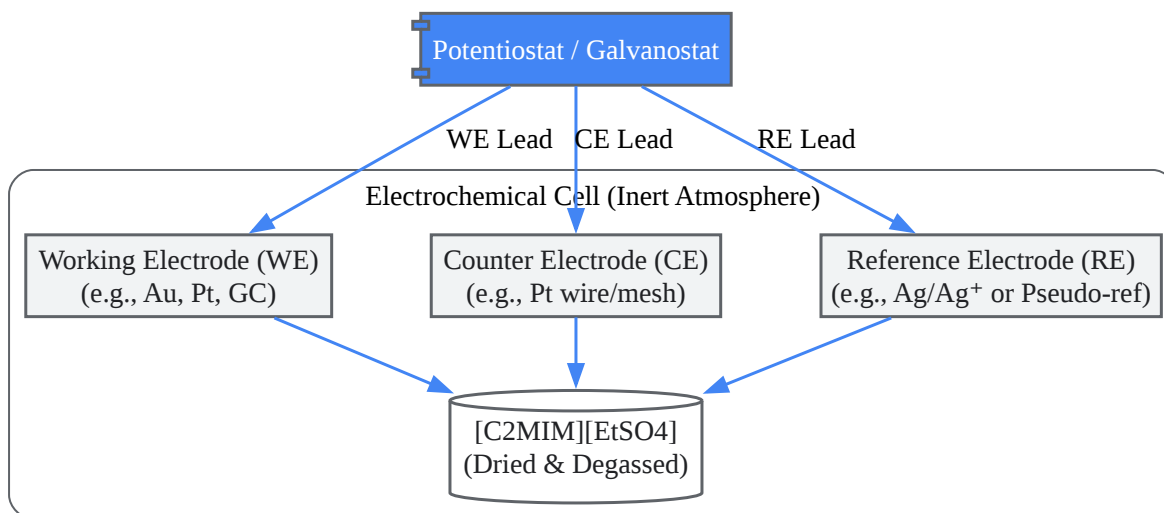 Potentiostat / Galvanostat
WE Lead
CE Lead
RE Lead
Electrochemical Cell (Inert Atmosphere)
Working Electrode (WE)
(e.g., Au, Pt, GC)
Counter Electrode (CE)
(e.g., Pt wire/mesh)
Reference Electrode (RE)
(e.g., Ag/Ag⁺ or Pseudo-ref)
[C2MIM][EtSO4]
(Dried & Degassed)